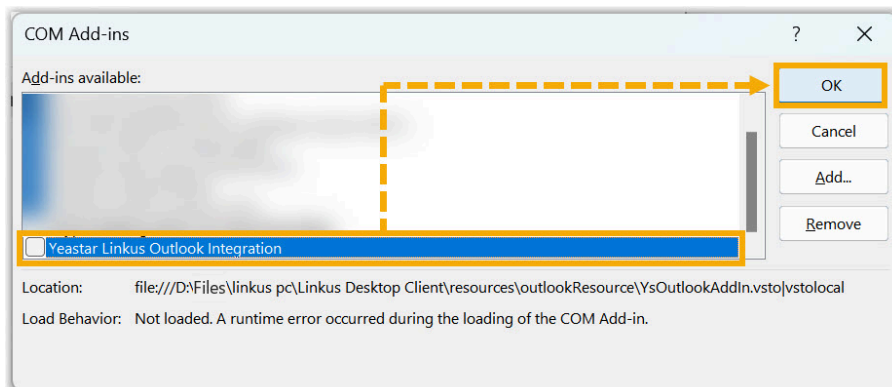 COM Add-ins
?
Add-ins available:
OK
Cancel
Add...
Remove
Yeastar Linkus Outlook Integration
Location: file:///D:\Files\linkus pc\Linkus Desktop Client\resources\outlookResource\YsOutlookAddIn.vsto|vstolocal
Load Behavior: Not loaded. A runtime error occurred during the loading of the COM Add-in.